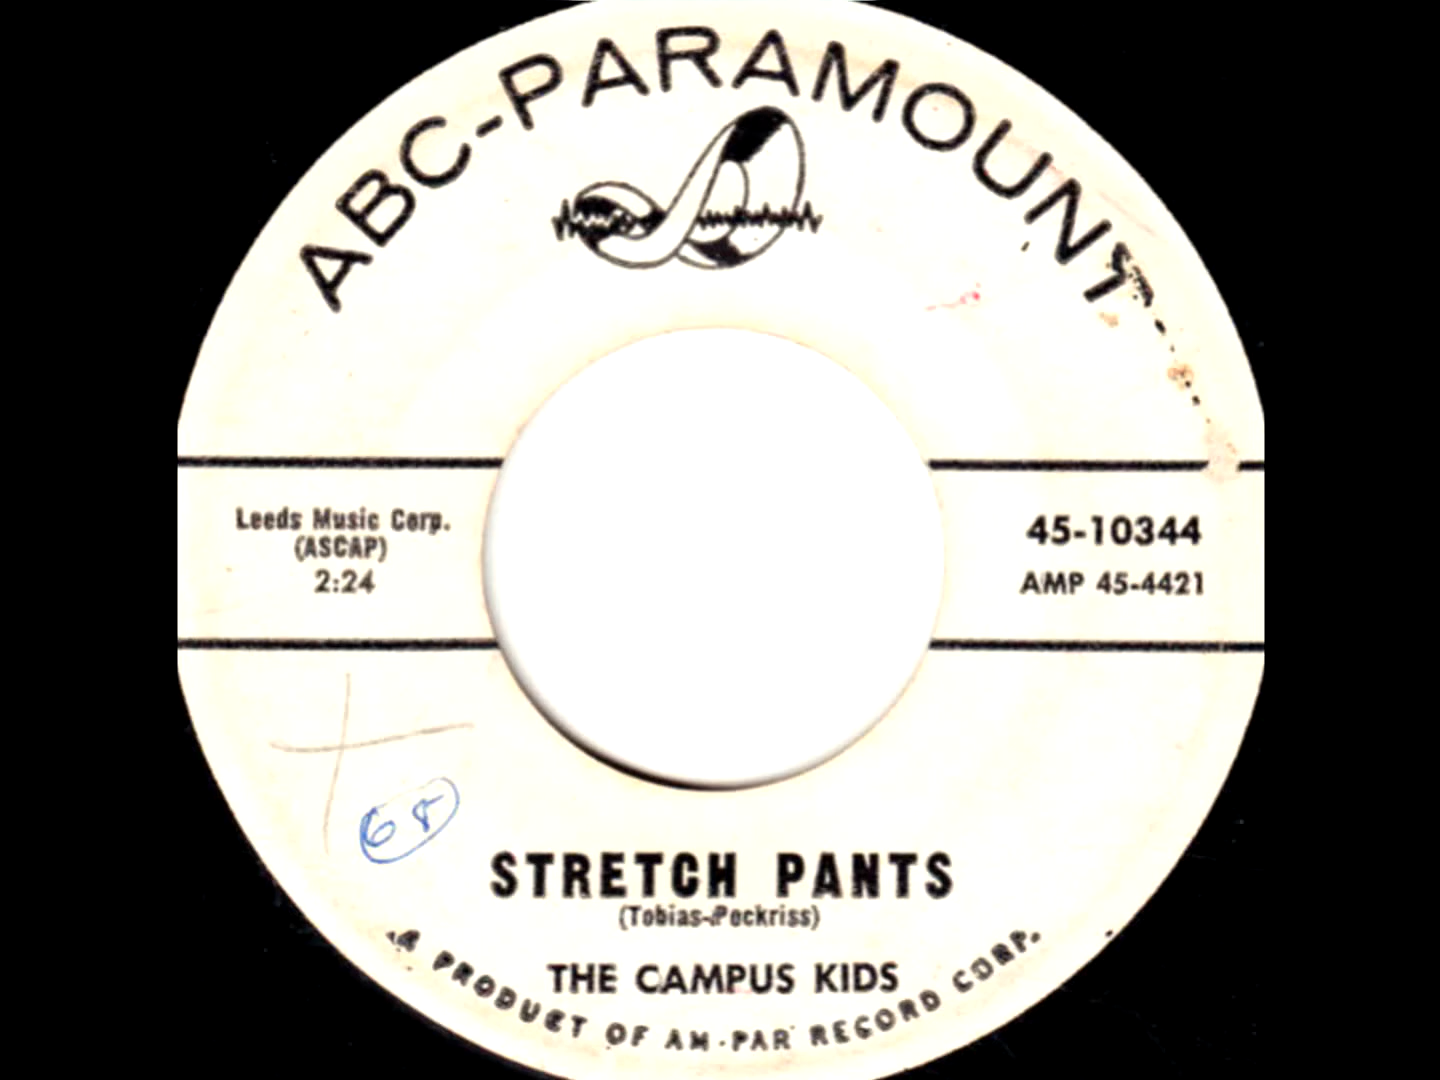 ABC-PARAMOUNT
Leeds Music Corp.
(ASCAP)
2:24
45-10344
AMP 45-4421
68
STRETCH PANTS
(Tobias-Pockriss)
THE CAMPUS KIDS
A PRODUCT OF AM-PAR RECORD CORP.